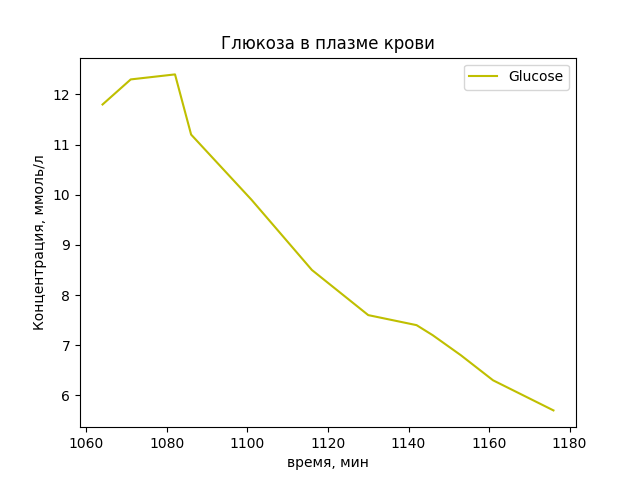 Глюкоза в плазме крови
Glucose
12
11
10
9
8
7
6
Концентрация, ммоль/л
1060 1080 1100 1120 1140 1160 1180
время, мин